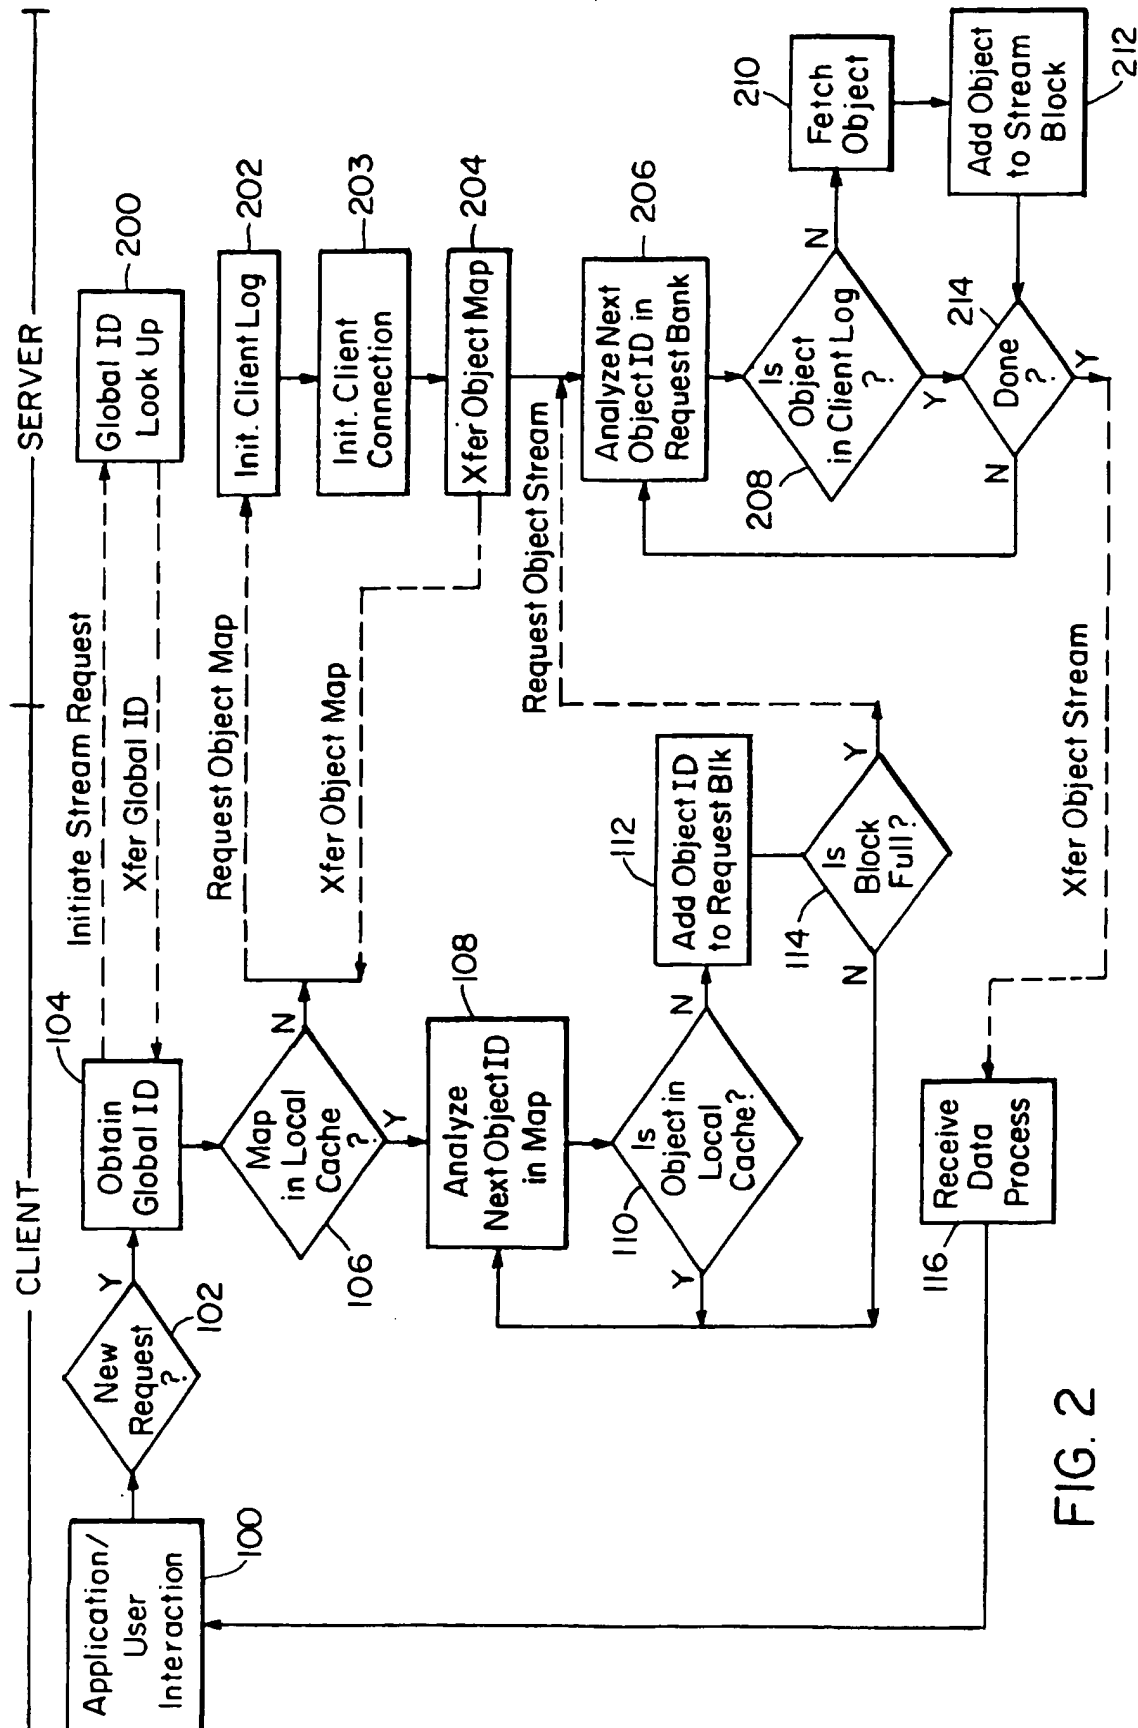 CLIENT
SERVER
Application/
User
Interaction
100
New
Request
?
Y
102
Obtain
Global ID
104
Initiate Stream Request
Xfer Global ID
Global ID
Look Up
200
Map
in Local
Cache
?
N
Y
106
Request Object Map
Xfer Object Map
Init. Client Log
202
Init. Client
Connection
203
Xfer Object Map
204
Analyze
Next Object ID
in Map
108
Is
Object in
Local
Cache?
N
Y
110
Add Object ID
to Request Blk
112
Is
Block
Full?
Y
N
114
Request Object Stream
Analyze Next
Object ID in
Request Bank
206
Is
Object
in Client Log
?
N
Y
208
Fetch
Object
210
Add Object
to Stream
Block
212
Done
?
N
Y
214
Xfer Object Stream
Receive
Data
Process
116
FIG. 2